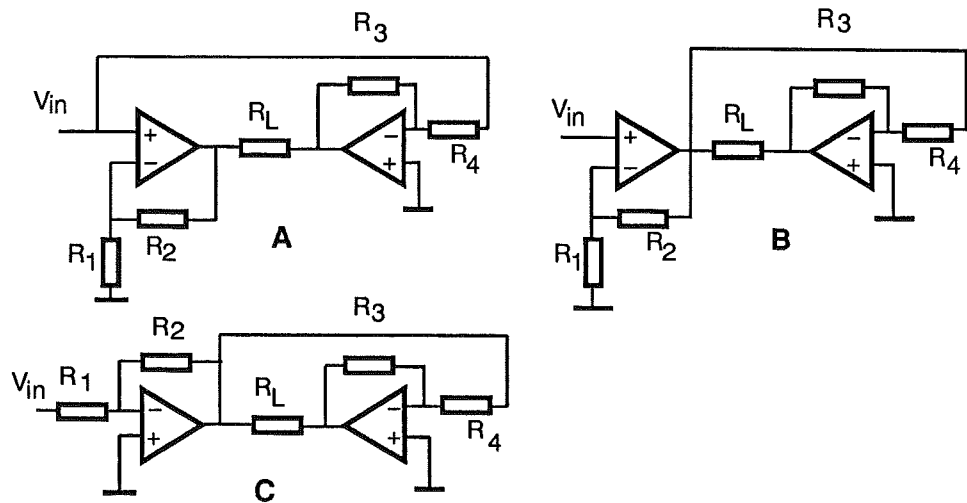 R3
Vin
+
−
RL
−
+
R4
R2
R1
A
R3
Vin
+
−
RL
−
+
R4
R2
R1
B
R3
R2
Vin
R1
−
+
RL
−
+
R4
C